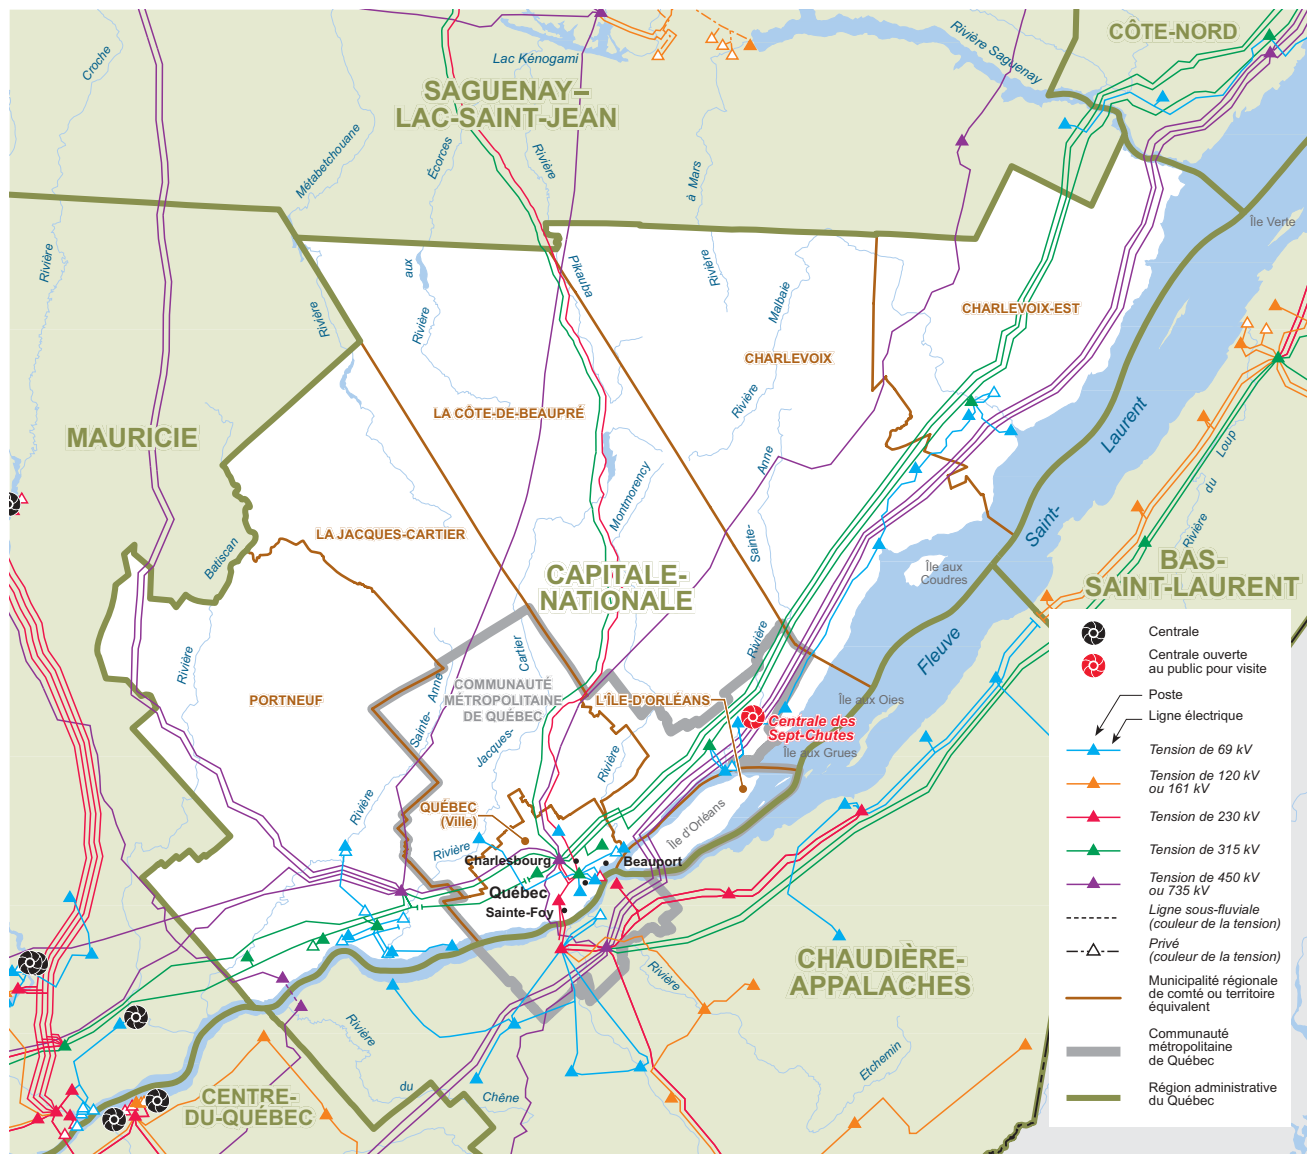 CÔTE-NORD
Rivière Saguenay
Lac Kénogami
Croche
SAGUENAY–
LAC-SAINT-JEAN
Métabetchouane
Écorces
Rivière
à Mars
Île Verte
Rivière
aux
Pikauba
Rivière
Malbaie
Rivière
Rivière
CHARLEVOIX-EST
CHARLEVOIX
Rivière
LA CÔTE-DE-BEAUPRÉ
Laurent
MAURICIE
Anne
Loup
Montmorency
du
Saint-
Rivière
LA JACQUES-CARTIER
Batiscan
Sainte-
CAPITALE-
NATIONALE
Île aux
Coudres
BAS-
SAINT-LAURENT
Fleuve
Rivière
Rivière
Cartier
Anne
COMMUNAUTÉ
MÉTROPOLITAINE
DE QUÉBEC
L'ÎLE-D'ORLÉANS
Île aux Oies
PORTNEUF
Sainte-
Jacques-
Centrale des
Sept-Chutes
Île aux Grues
Rivière
Rivière
QUÉBEC
(Ville)
Île d'Orléans
Rivière
Charlesbourg
Beauport
Québec
Sainte-Foy
CHAUDIÈRE-
APPALACHES
Rivière
Rivière
Etchemin
du
Chêne
CENTRE-
DU-QUÉBEC
Centrale
Centrale ouverte
au public pour visite
Poste
Ligne électrique
Tension de 69 kV
Tension de 120
ou 161 kV
Tension de 230 kV
Tension de 315 kV
Tension de 450 kV
ou 735 kV
Ligne sous-fluviale
(couleur de la tension)
Privé
(couleur de la tension)
Municipalité régionale
de comté ou territoire
équivalent
Communauté
métropolitaine
de Québec
Région administrative
du Québec